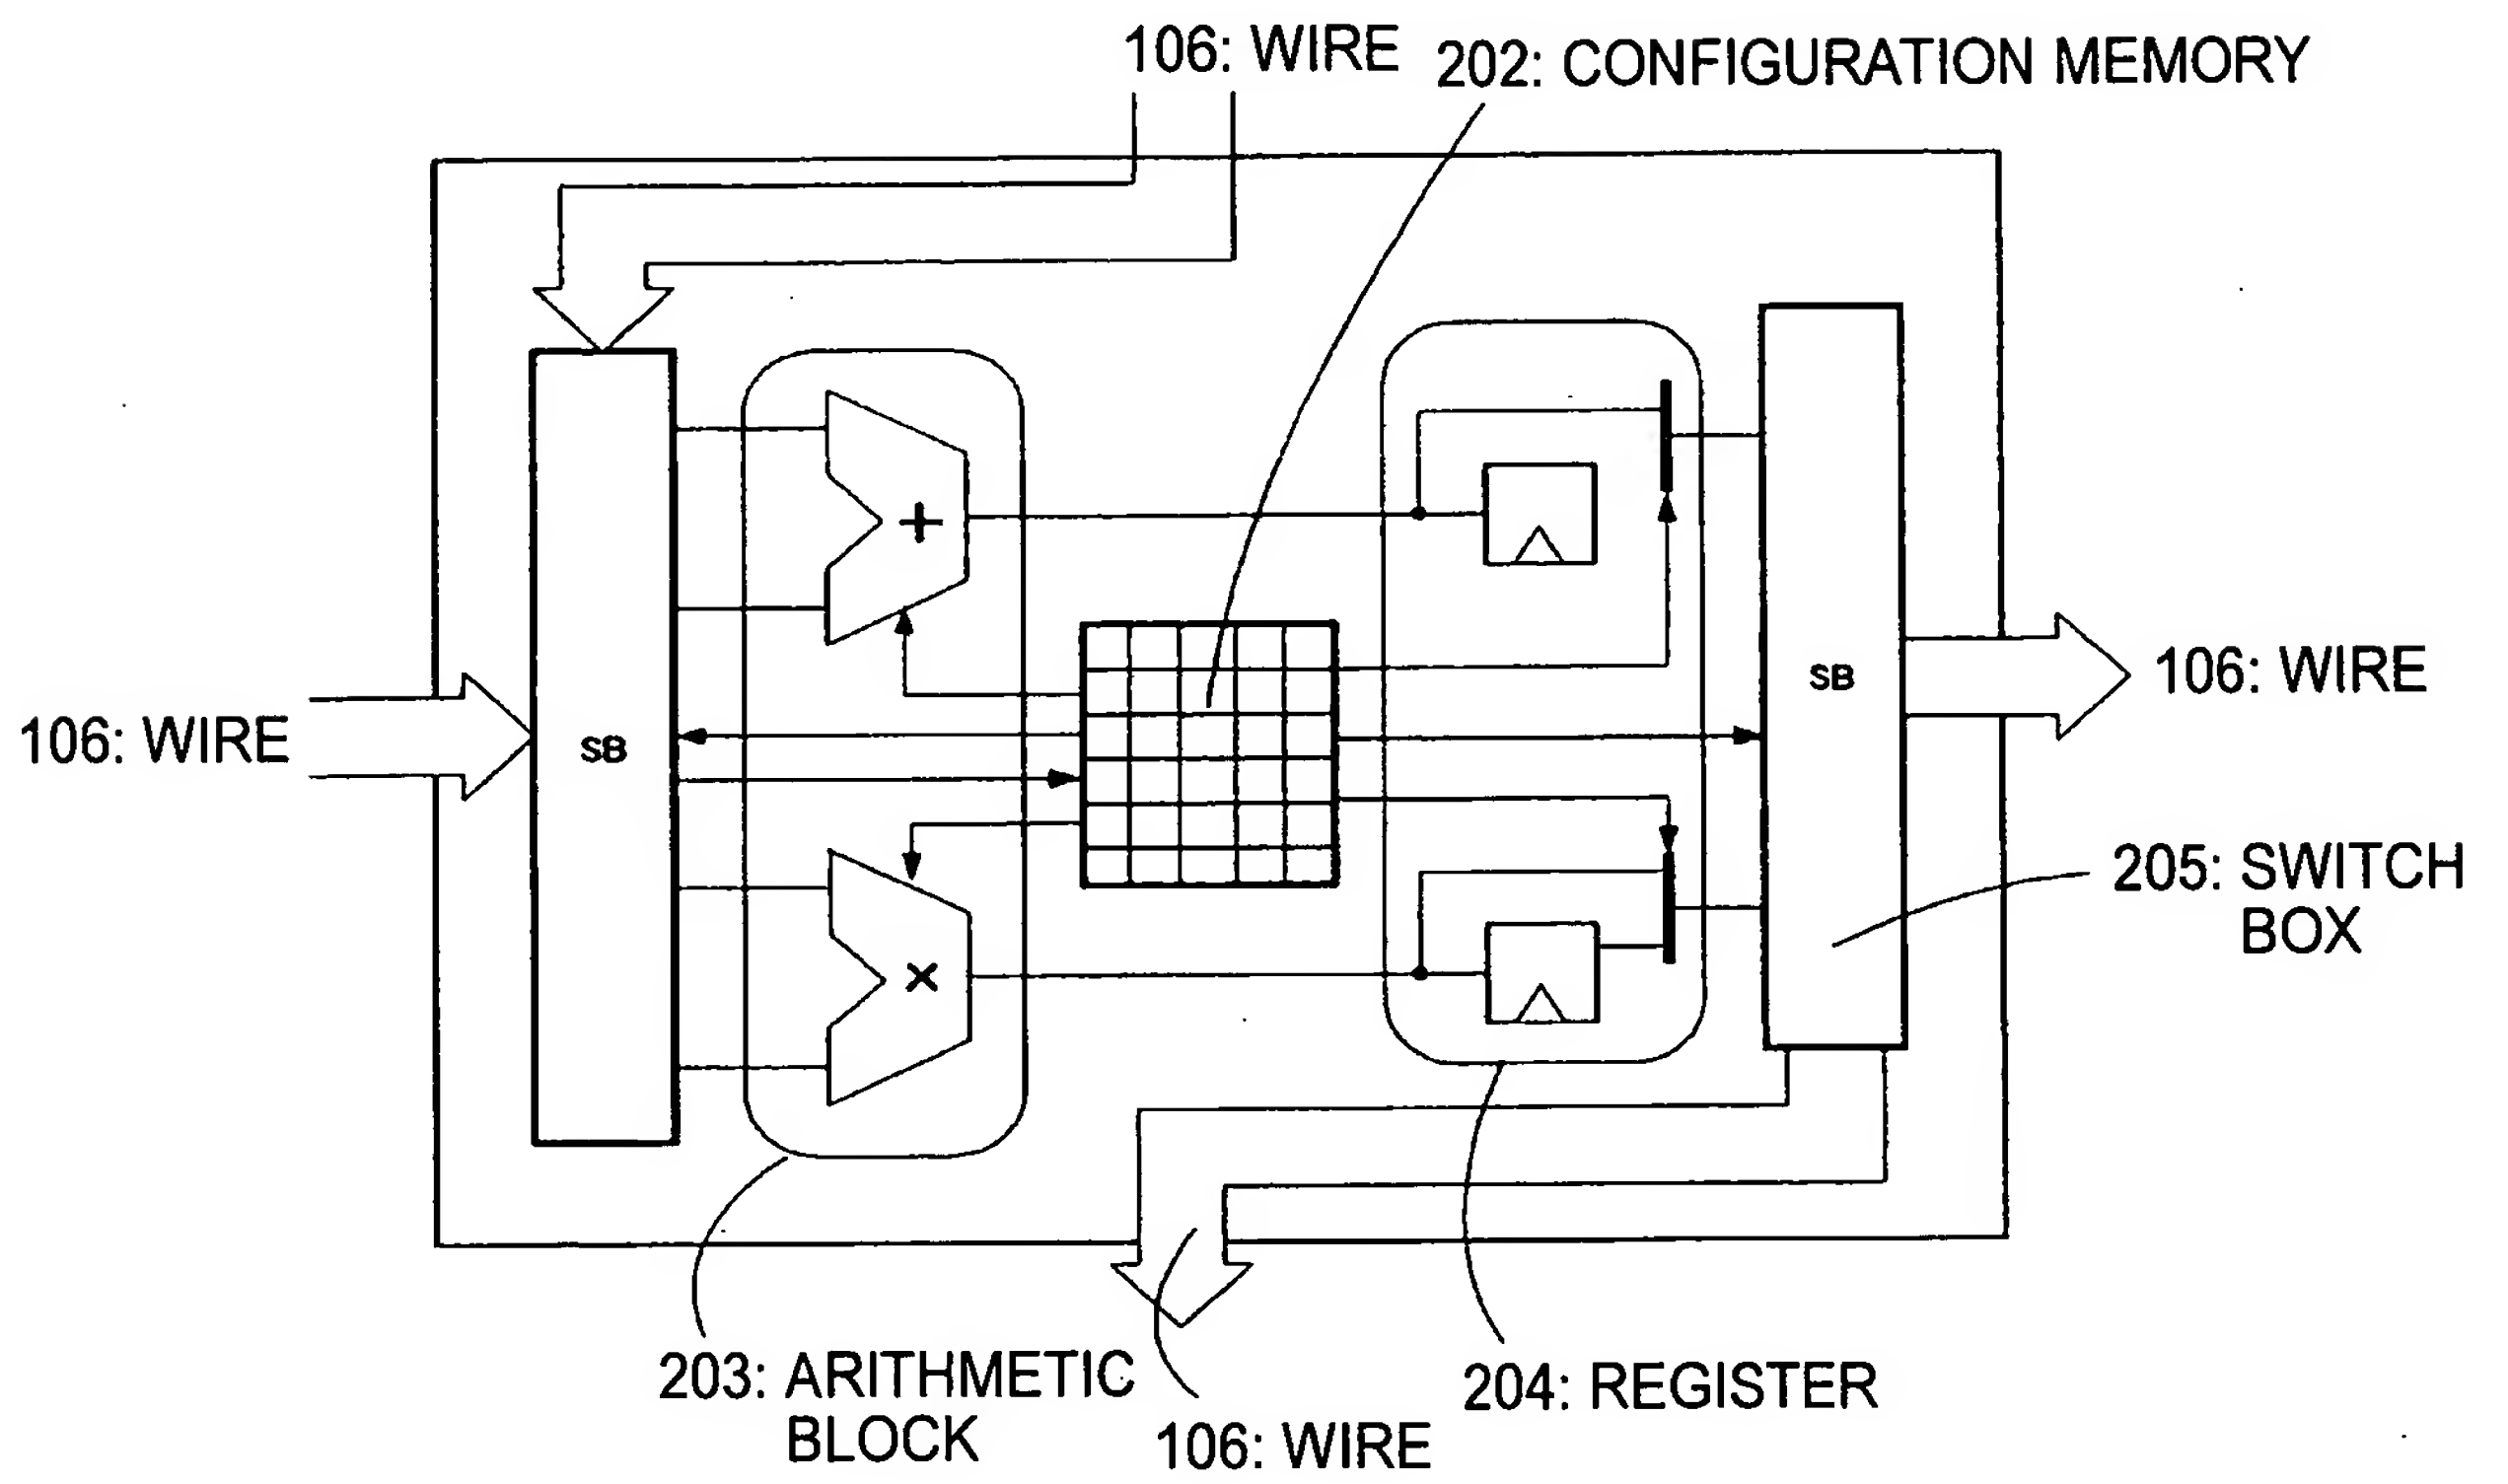 106: WIRE
202: CONFIGURATION MEMORY
+
SB
106: WIRE
SB
106: WIRE
205: SWITCH
BOX
×
203: ARITHMETIC
BLOCK
204: REGISTER
106: WIRE